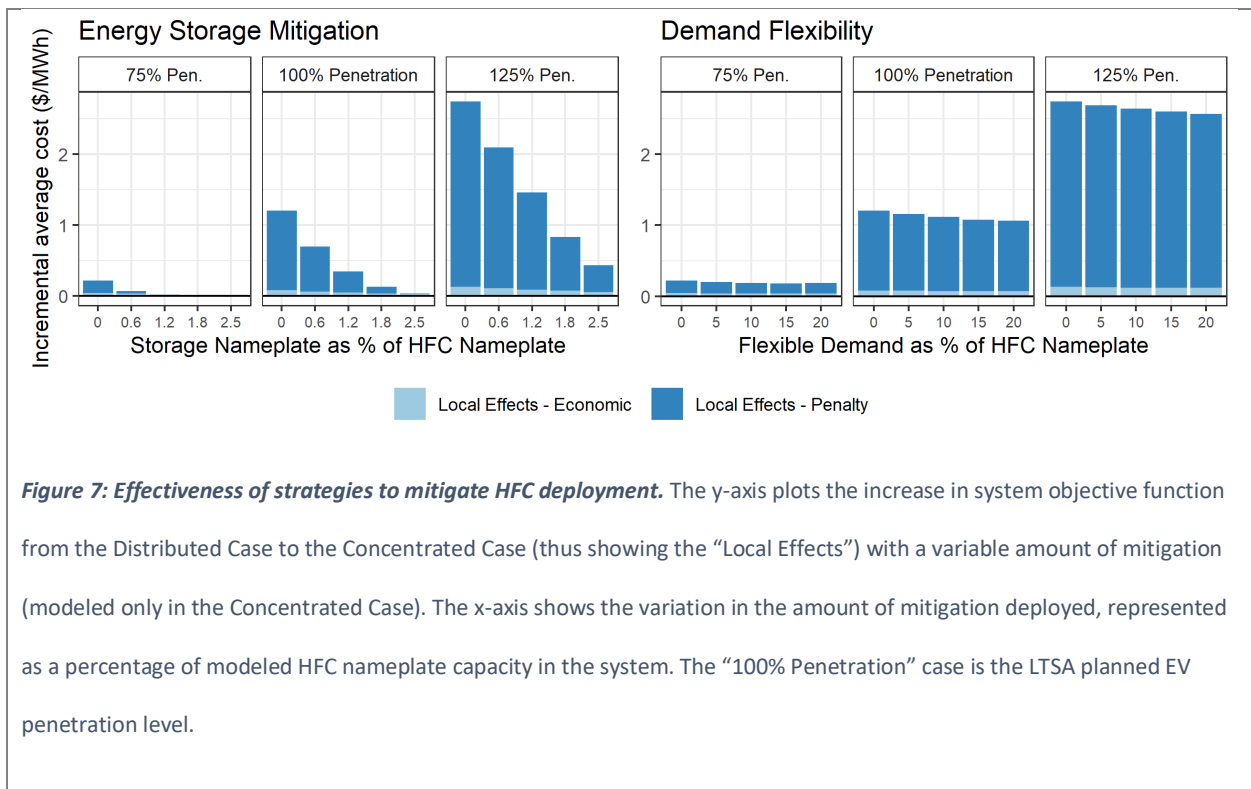 Energy Storage Mitigation
Demand Flexibility
75% Pen.
100% Penetration
125% Pen.
75% Pen.
100% Penetration
125% Pen.
Incremental average cost ($/MWh)
2
1
0
2
1
0
0 0.6 1.2 1.8 2.5
0 0.6 1.2 1.8 2.5
0 0.6 1.2 1.8 2.5
0 5 10 15 20
0 5 10 15 20
0 5 10 15 20
Storage Nameplate as % of HFC Nameplate
Flexible Demand as % of HFC Nameplate
Local Effects - Economic
Local Effects - Penalty
Figure 7: Effectiveness of strategies to mitigate HFC deployment. The y-axis plots the increase in system objective function
from the Distributed Case to the Concentrated Case (thus showing the “Local Effects”) with a variable amount of mitigation
(modeled only in the Concentrated Case). The x-axis shows the variation in the amount of mitigation deployed, represented
as a percentage of modeled HFC nameplate capacity in the system. The “100% Penetration” case is the LTSA planned EV
penetration level.